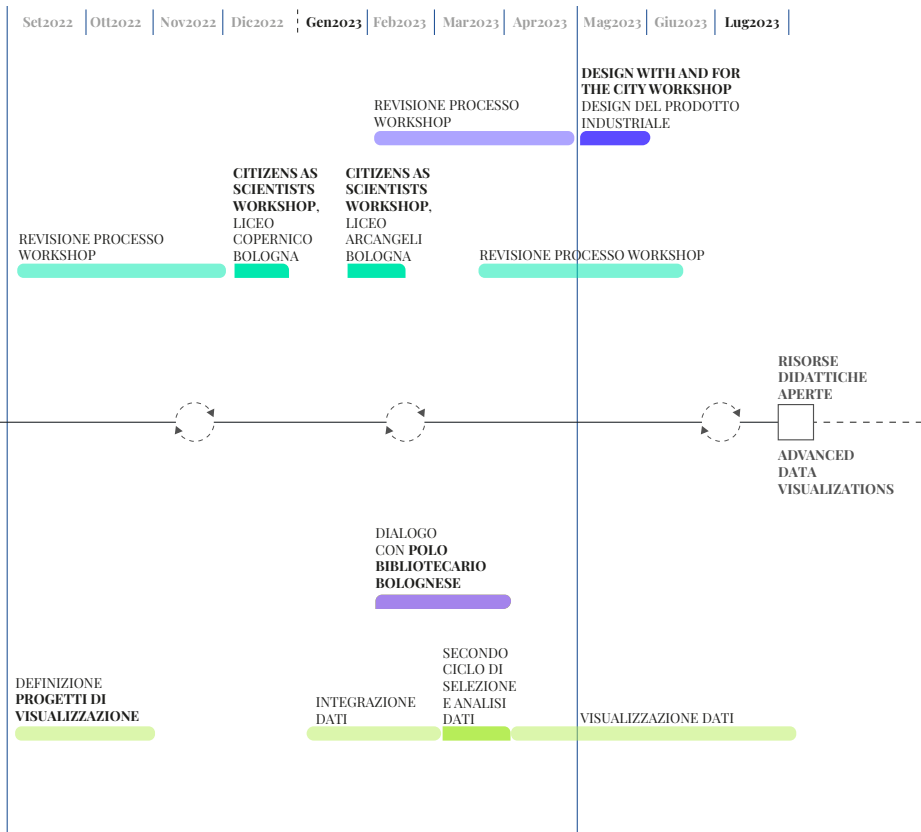 Set2022 Ott2022 Nov2022 Dic2022 Gen2023 Feb2023 Mar2023 Apr2023 Mag2023 Giu2023 Lug2023
DESIGN WITH AND FOR
THE CITY WORKSHOP
DESIGN DEL PRODOTTO
INDUSTRIALE
REVISIONE PROCESSO
WORKSHOP
CITIZENS AS
SCIENTISTS
WORKSHOP,
LICEO
COPERNICO
BOLOGNA
CITIZENS AS
SCIENTISTS
WORKSHOP,
LICEO
ARCANGELI
BOLOGNA
REVISIONE PROCESSO
WORKSHOP
REVISIONE PROCESSO WORKSHOP
RISORSE
DIDATTICHE
APERTE
ADVANCED
DATA
VISUALIZATIONS
DIALOGO
CON POLO
BIBLIOTECARIO
BOLOGNESE
DEFINIZIONE
PROGETTI DI
VISUALIZZAZIONE
INTEGRAZIONE
DATI
SECONDO
CICLO DI
SELEZIONE
E ANALISI
DATI
VISUALIZZAZIONE DATI